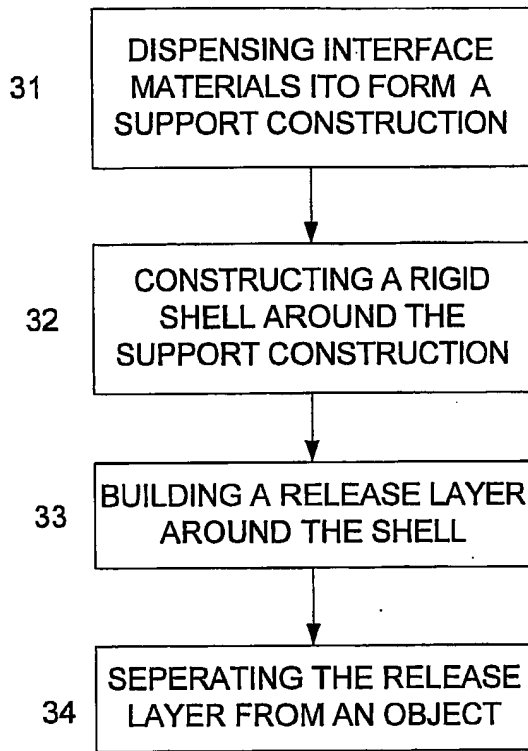 31
DISPENSING INTERFACE
MATERIALS ITO FORM A
SUPPORT CONSTRUCTION
32
CONSTRUCTING A RIGID
SHELL AROUND THE
SUPPORT CONSTRUCTION
33
BUILDING A RELEASE LAYER
AROUND THE SHELL
34
SEPERATING THE RELEASE
LAYER FROM AN OBJECT